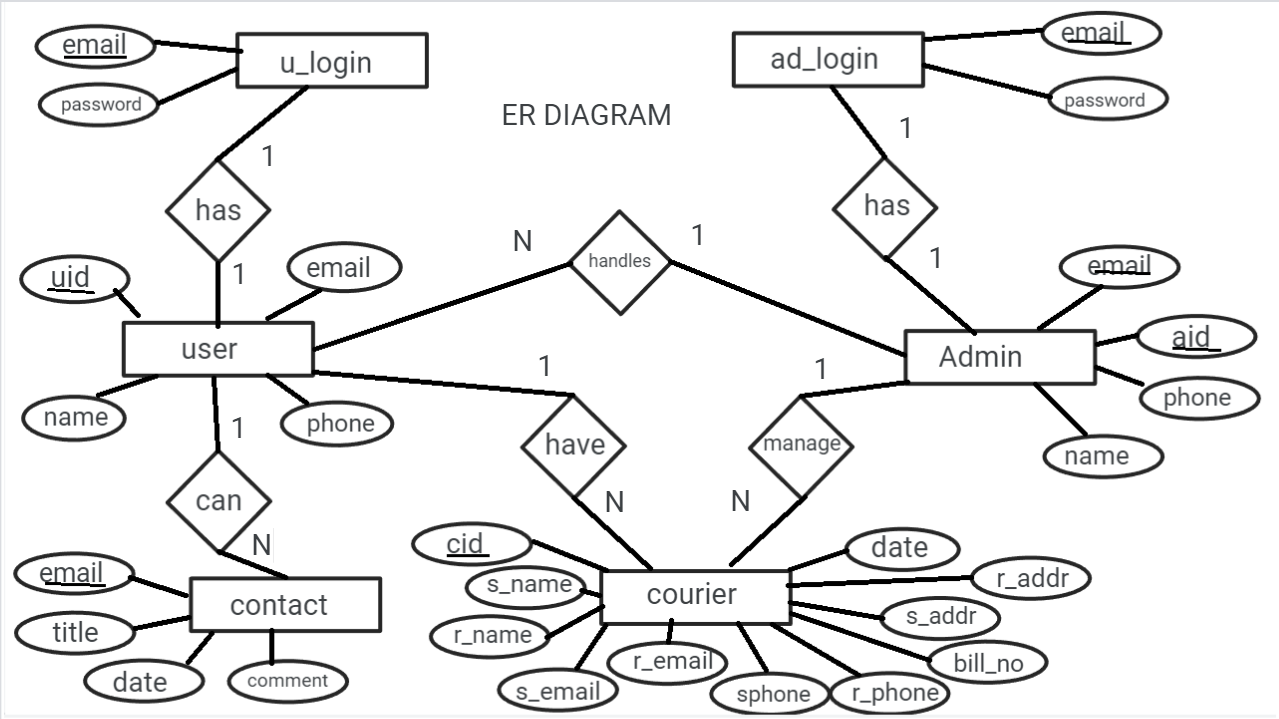 email
u_login
ad_login
email
password
password
ER DIAGRAM
1
1
has
has
N
1
handles
1
1
uid
email
email
user
Admin
aid
name
phone
phone
name
1
1
1
have
manage
can
N
N
N
cid
date
email
s_name
courier
r_addr
contact
s_addr
title
r_name
bill_no
date
comment
s_email
r_email
sphone
r_phone